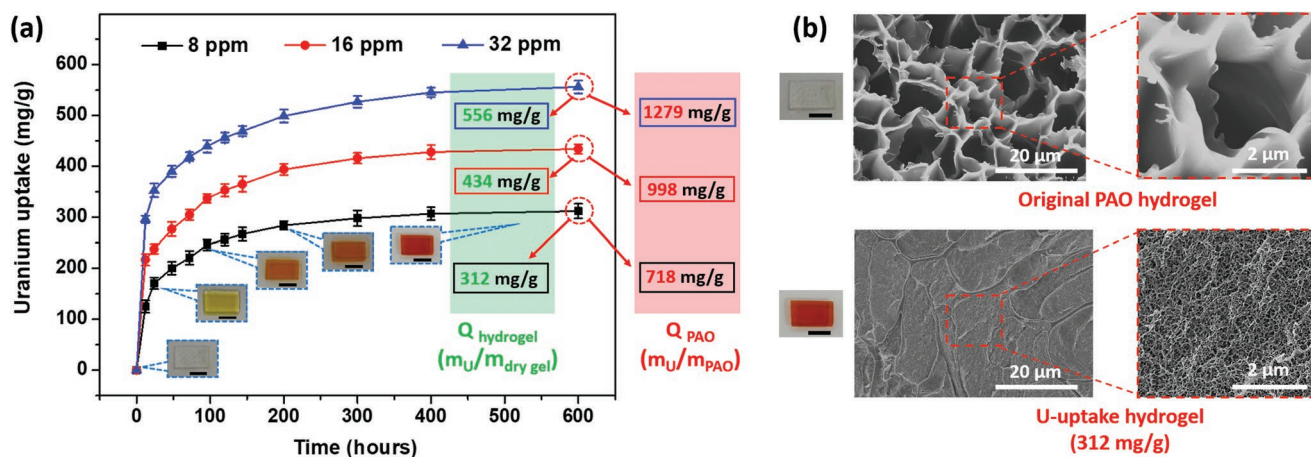 (a)
8 ppm 16 ppm 32 ppm
Uranium uptake (mg/g)
600
500
400
300
200
100
0
0 100 200 300 400 500 600
Time (hours)
556 mg/g
434 mg/g
312 mg/g
Q hydrogel
(mU/mdry gel)
1279 mg/g
998 mg/g
718 mg/g
Q PAO
(mU/mPAO)
(b)
20 μm
2 μm
Original PAO hydrogel
20 μm
2 μm
U-uptake hydrogel
(312 mg/g)